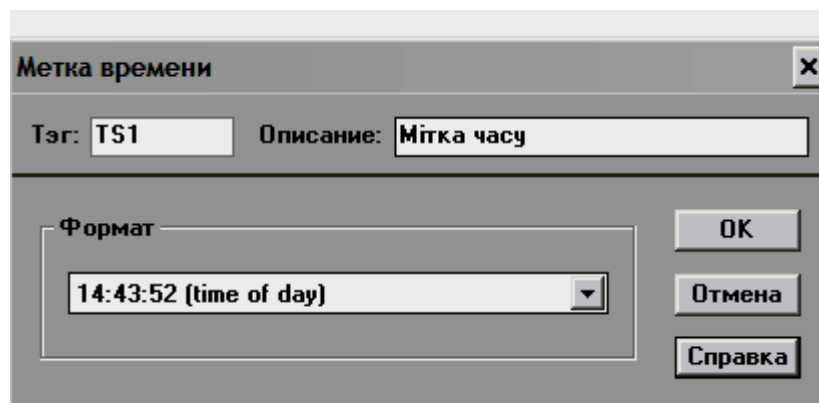 Метка времени
Тэг: TS1 Описание: Мітка часу
Формат
OK
14:43:52 (time of day)
Отмена
Справка